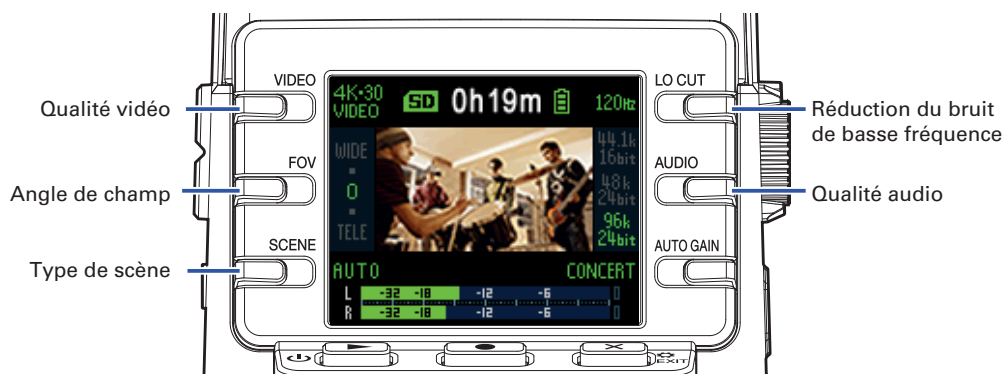 Qualité vidéo
Angle de champ
Type de scène
VIDEO
FOV
SCENE
4K•30
VIDEO
SD
0h19m
120Hz
WIDE
0
TELE
44.1k
16bit
48k
24bit
96k
24bit
AUTO
CONCERT
L -32 -18 -12 -6 0
R -32 -18 -12 -6 0
LO CUT
AUDIO
AUTO GAIN
Réduction du bruit
de basse fréquence
Qualité audio
EXIT